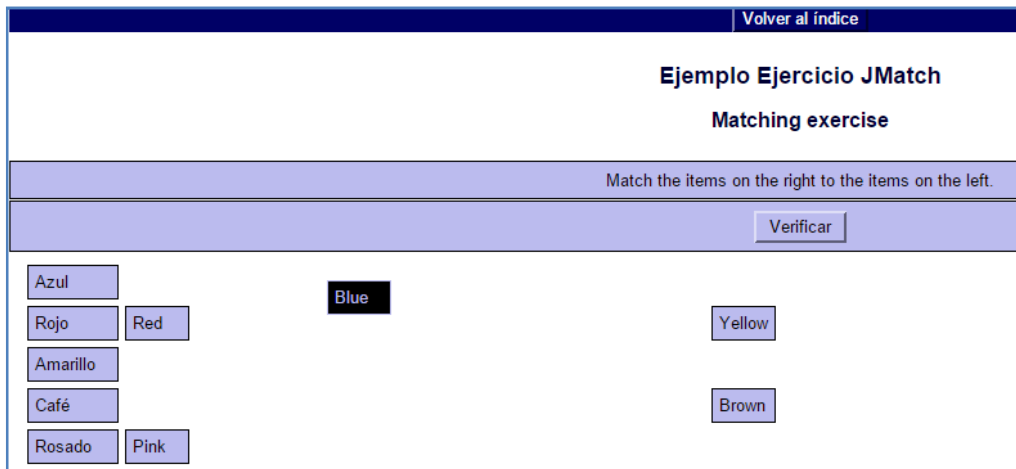 Volver al índice
Ejemplo Ejercicio JMatch
Matching exercise
Match the items on the right to the items on the left.
Verificar
Azul
Blue
Rojo Red Yellow
Amarillo
Café Brown
Rosado Pink